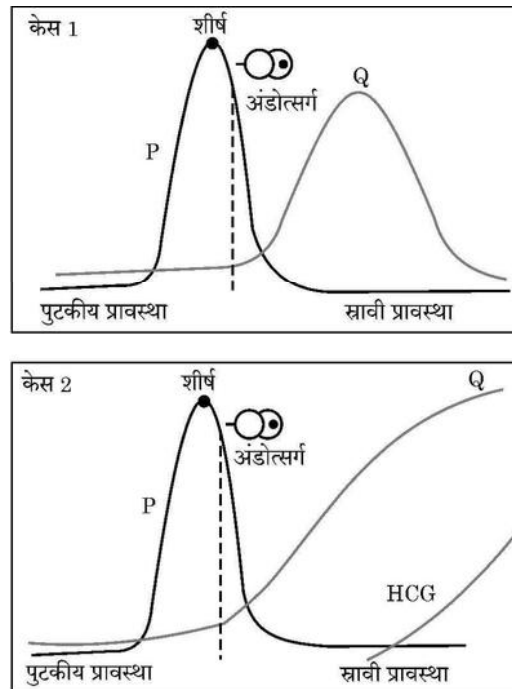 केस 1
शीर्ष
Q
अंडोत्सर्ग
P
पुटकीय प्रावस्था
स्रावी प्रावस्था
केस 2
शीर्ष
Q
अंडोत्सर्ग
P
HCG
पुटकीय प्रावस्था
स्रावी प्रावस्था